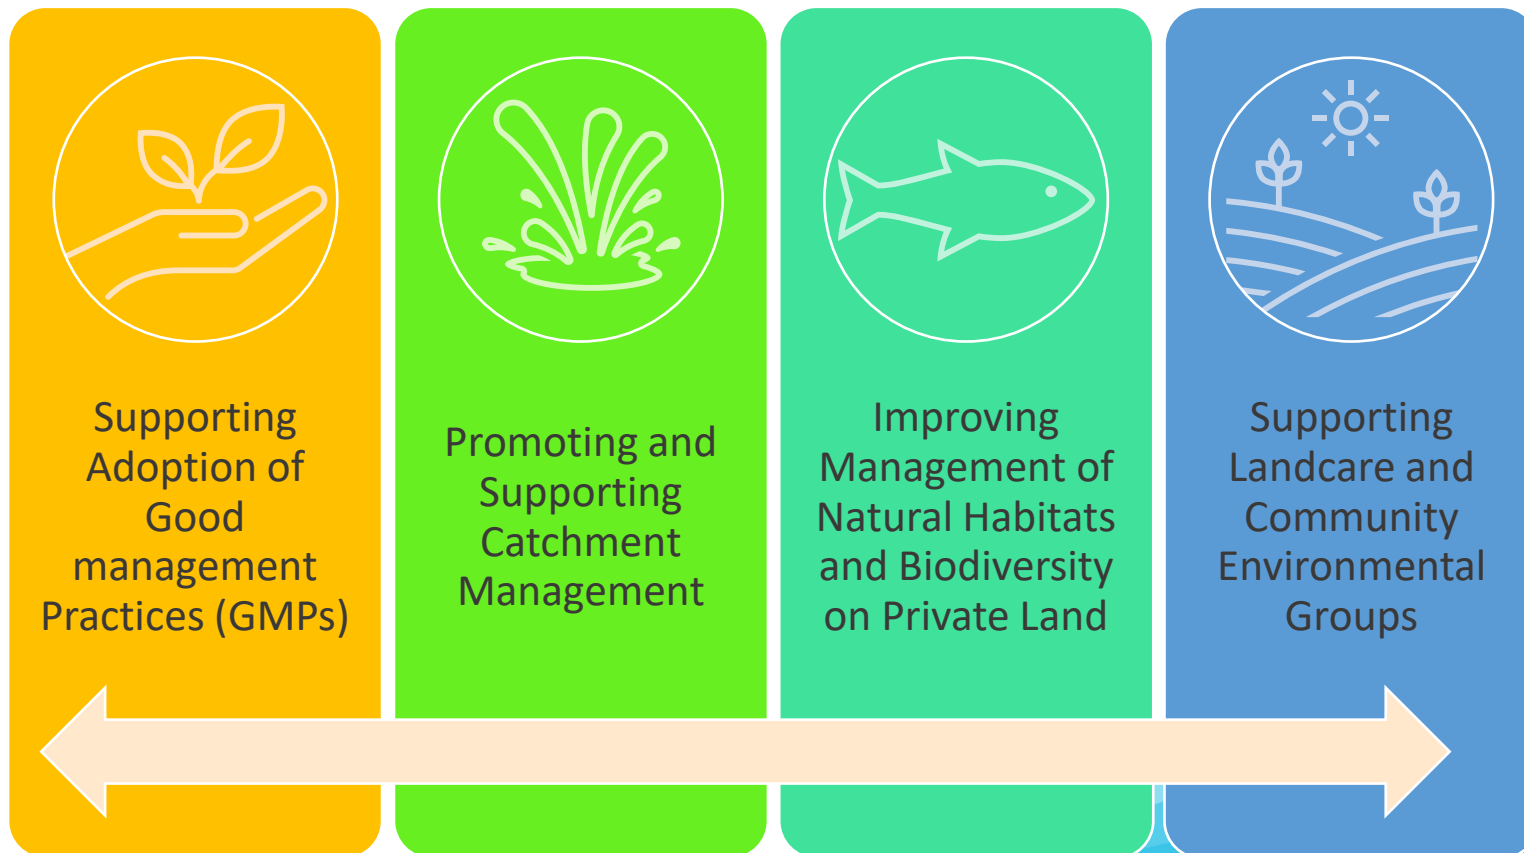 Supporting
Adoption of
Good
management
Practices (GMPs)
Promoting and
Supporting
Catchment
Management
Improving
Management of
Natural Habitats
and Biodiversity
on Private Land
Supporting
Landcare and
Community
Environmental
Groups